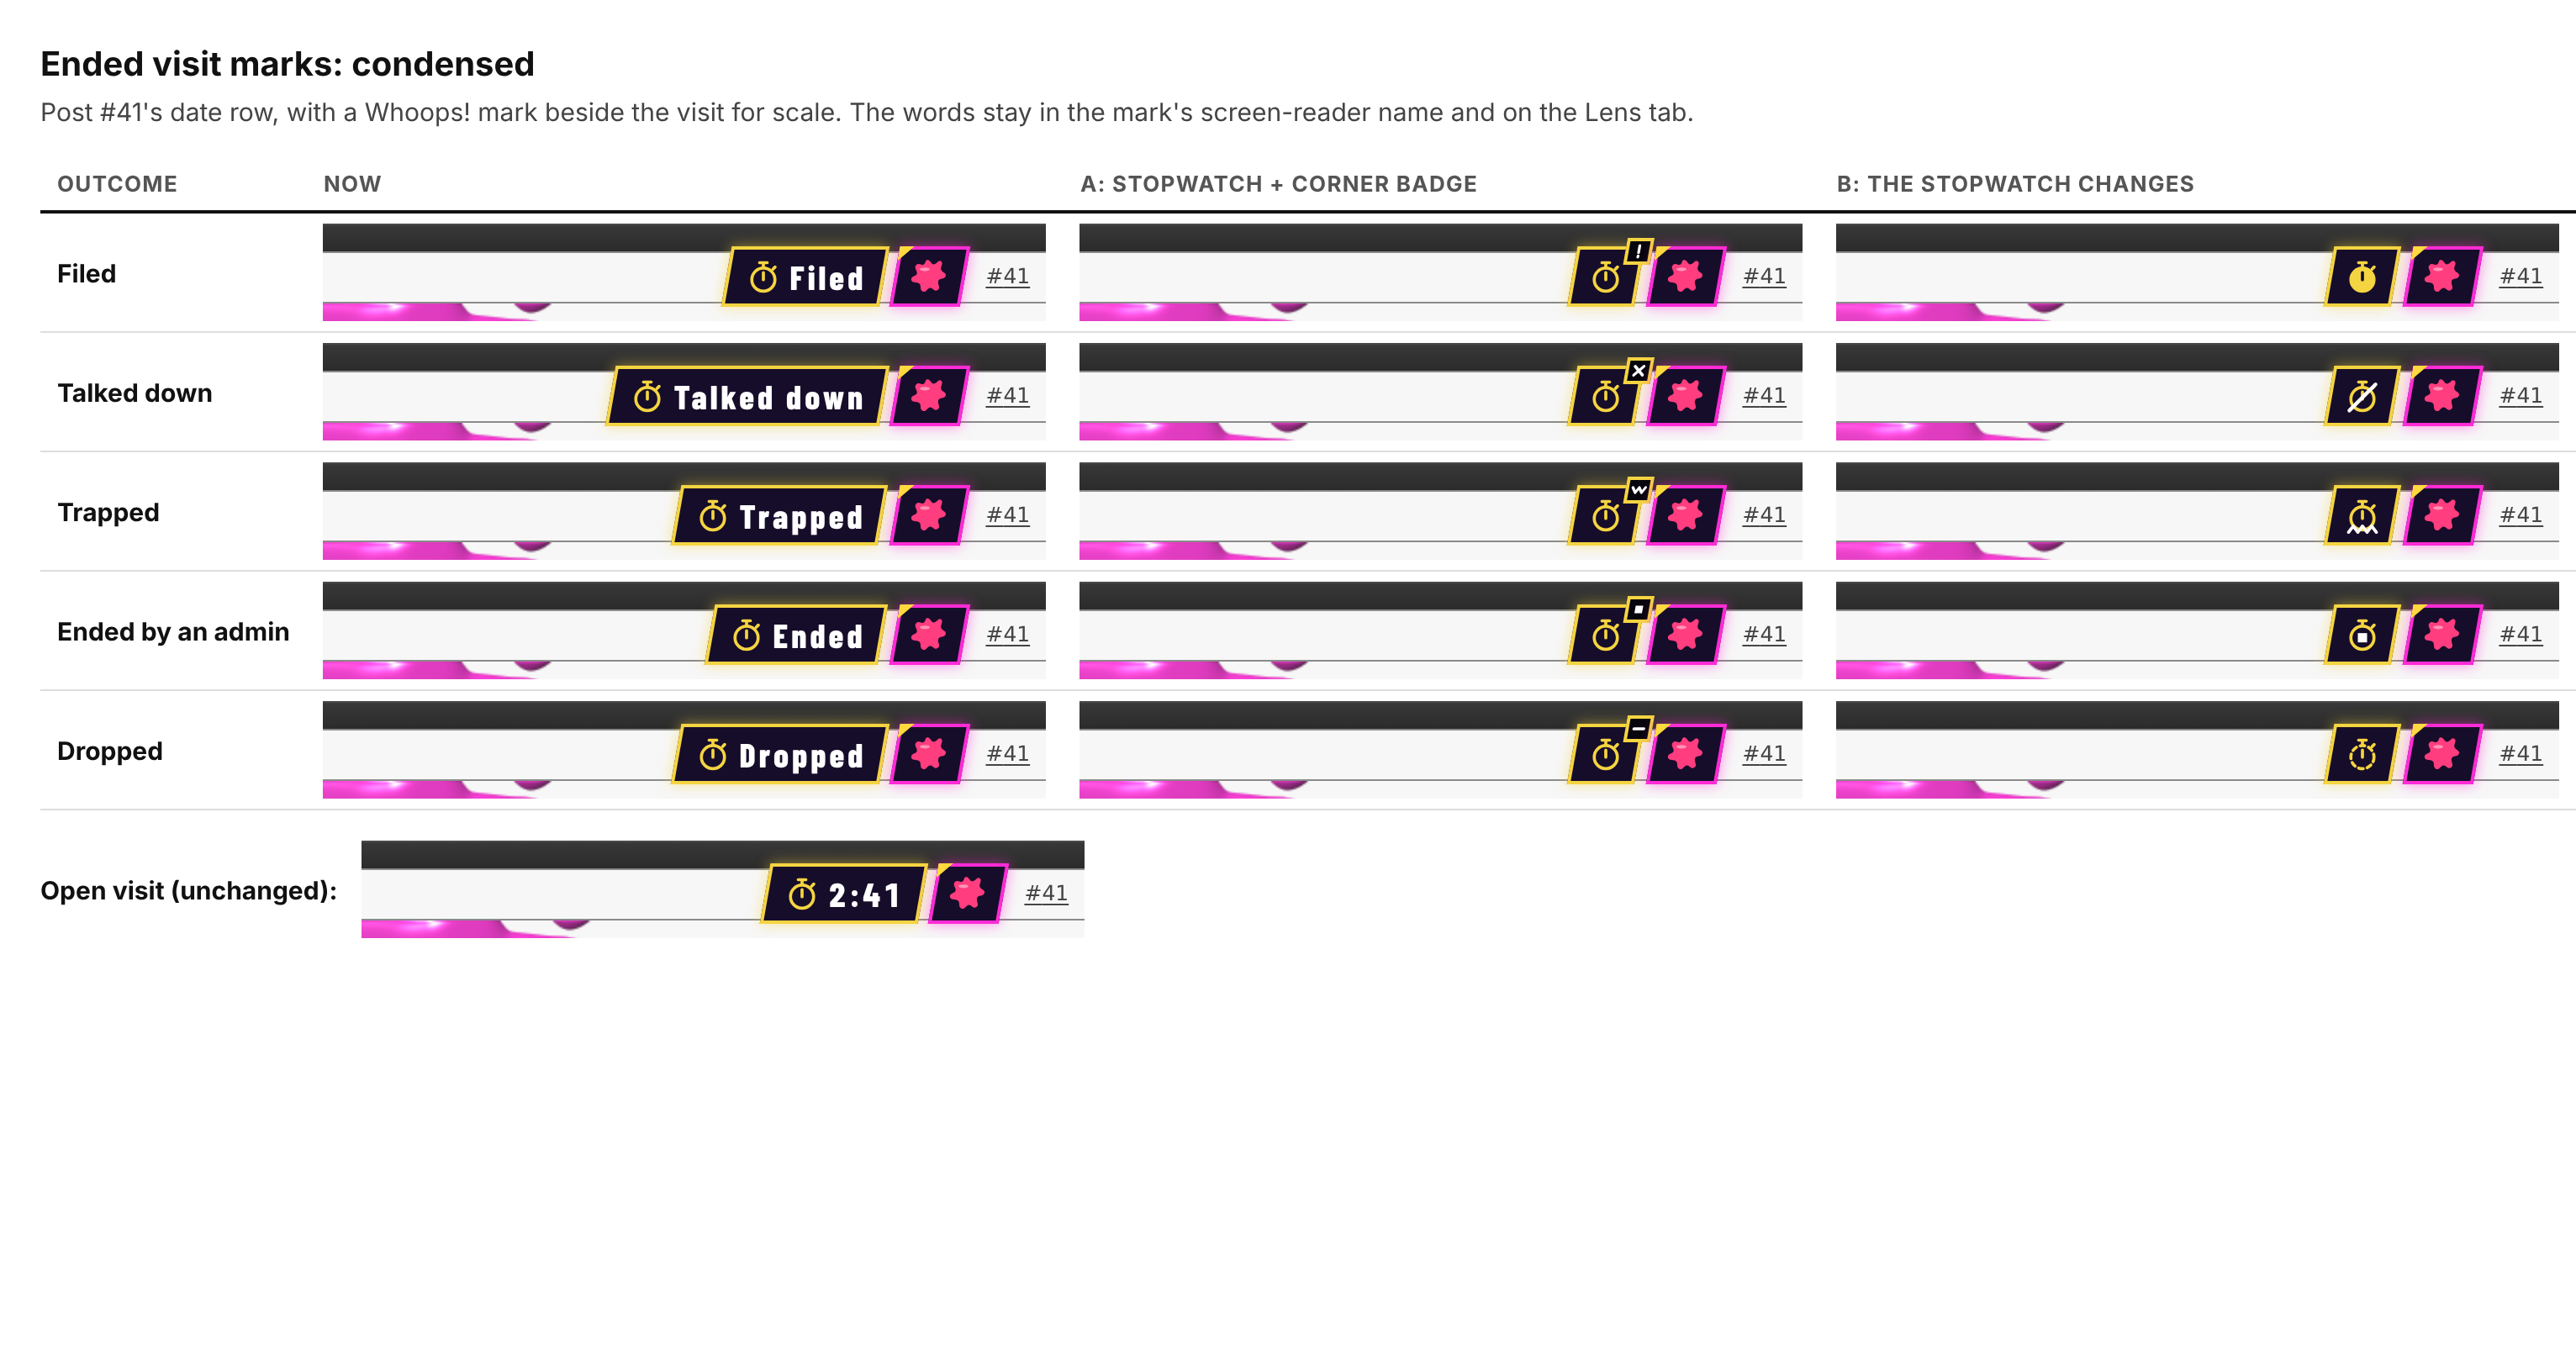 Ended visit marks: condensed
Post #41's date row, with a Whoops! mark beside the visit for scale. The words stay in the mark's screen-reader name and on the Lens tab.
OUTCOME NOW A: STOPWATCH + CORNER BADGE B: THE STOPWATCH CHANGES
Filed Filed #41 ! #41 #41
Talked down Talked down #41 #41 #41
Trapped Trapped #41 #41 #41
Ended by an admin Ended #41 #41 #41
Dropped Dropped #41 #41 #41
Open visit (unchanged): 2:41 #41